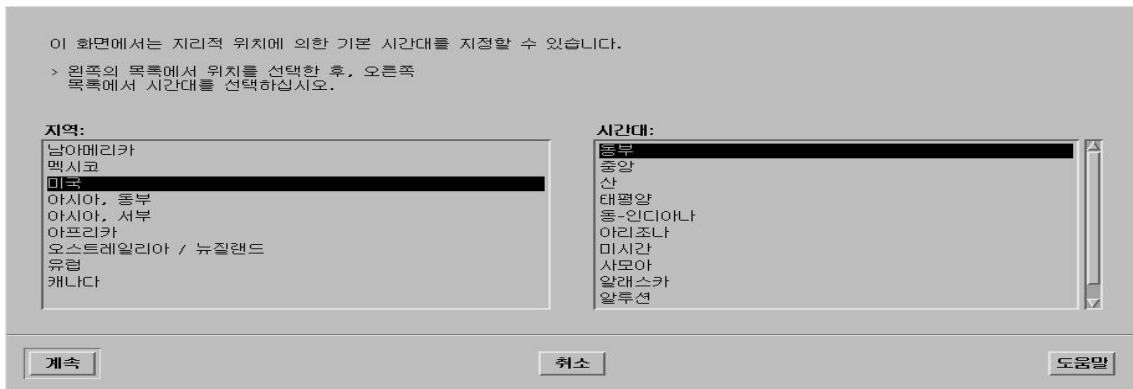 이 화면에서는 지리적 위치에 의한 기본 시간대를 지정할 수 있습니다.
> 왼쪽의 목록에서 위치를 선택한 후, 오른쪽
목록에서 시간대를 선택하십시오.
지역:
남아메리카
멕시코
미국
아시아, 동부
아시아, 서부
아프리카
오스트레일리아 / 뉴질랜드
유럽
캐나다
시간대:
동부
중앙
산
태평양
동-인디아나
아리조나
미시간
사모아
알래스카
알루션
계속
취소
도움말